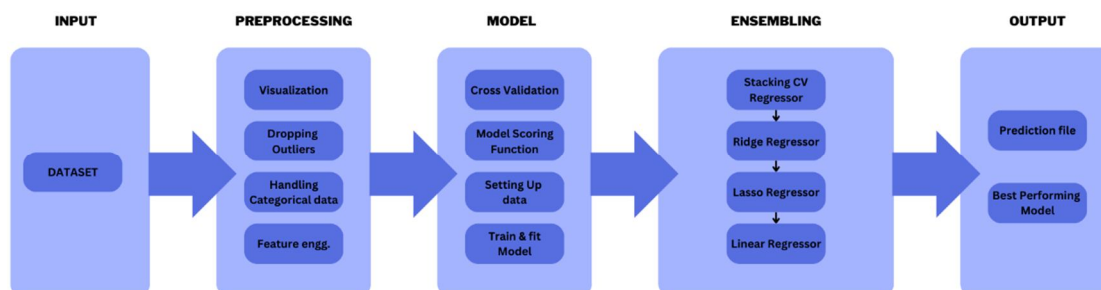 INPUT
PREPROCESSING
MODEL
ENSEMBLING
OUTPUT
DATASET
Visualization
Dropping
Outliers
Handling
Categorical data
Feature engg.
Cross Validation
Model Scoring
Function
Setting Up
data
Train & fit
Model
Stacking CV
Regressor
Ridge Regressor
Lasso Regressor
Linear Regressor
Prediction file
Best Performing
Model